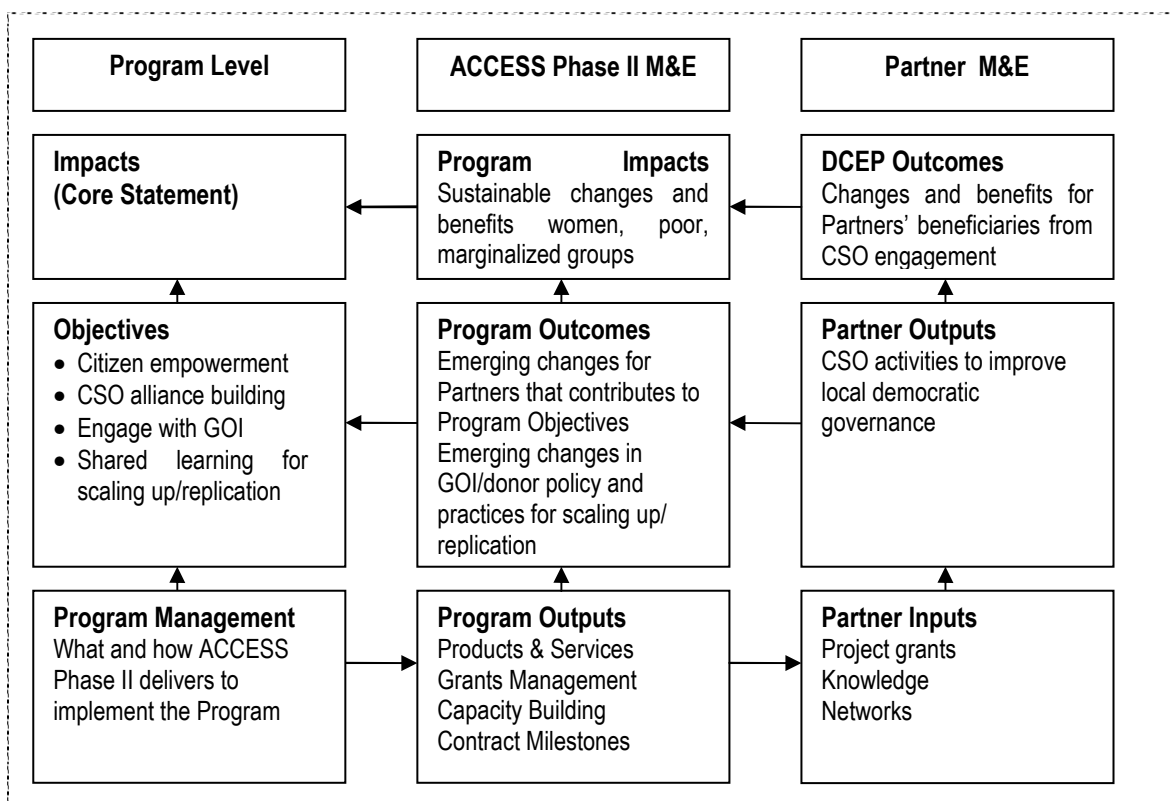 Program Level
ACCESS Phase II M&E
Partner M&E
Impacts
(Core Statement)
Program Impacts
Sustainable changes and
benefits women, poor,
marginalized groups
DCEP Outcomes
Changes and benefits for
Partners' beneficiaries from
CSO engagement
Objectives
• Citizen empowerment
• CSO alliance building
• Engage with GOI
• Shared learning for
scaling up/replication
Program Outcomes
Emerging changes for
Partners that contributes to
Program Objectives
Emerging changes in
GOI/donor policy and
practices for scaling up/
replication
Partner Outputs
CSO activities to improve
local democratic
governance
Program Management
What and how ACCESS
Phase II delivers to
implement the Program
Program Outputs
Products & Services
Grants Management
Capacity Building
Contract Milestones
Partner Inputs
Project grants
Knowledge
Networks